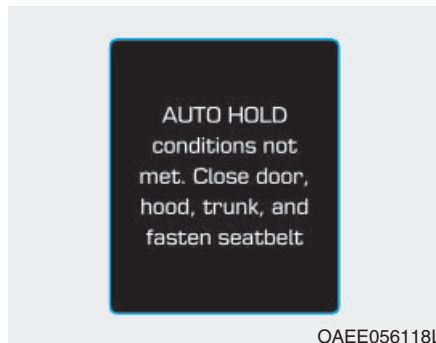 AUTO HOLD
conditions not
met. Close door,
hood, trunk, and
fasten seatbelt
OAEE056118L